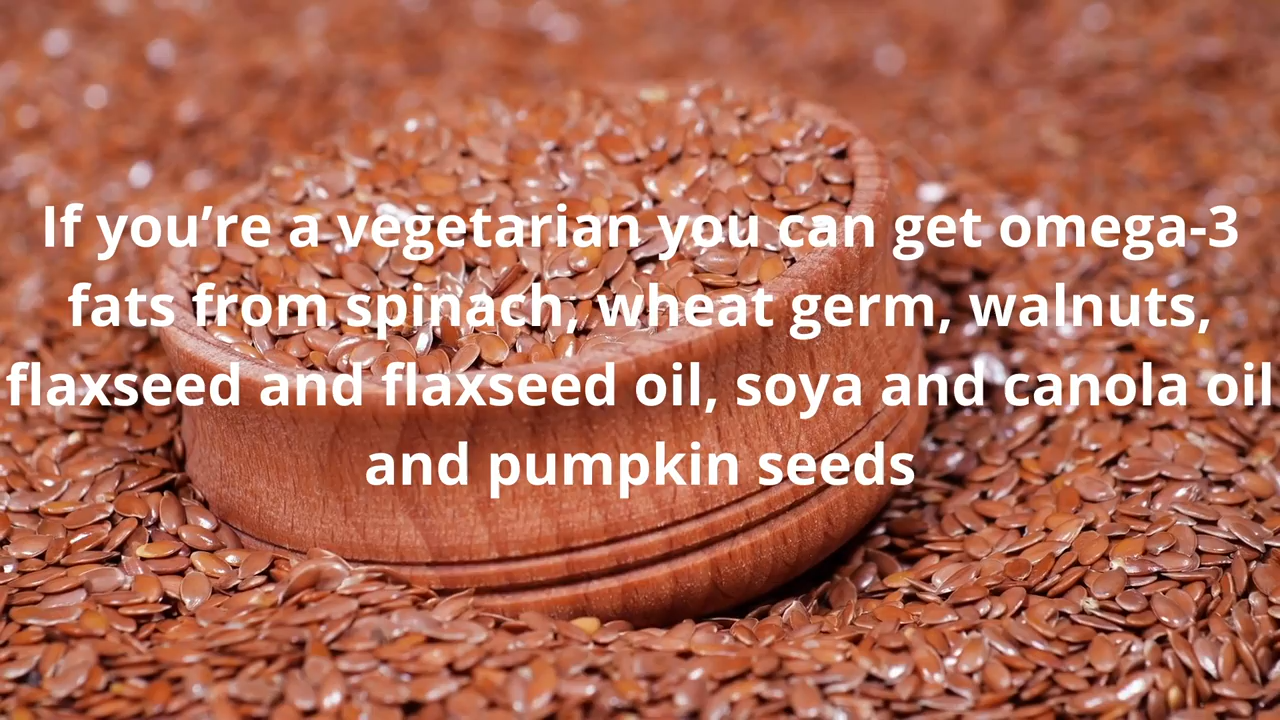 If you’re a vegetarian you can get omega-3
fats from spinach, wheat germ, walnuts,
flaxseed and flaxseed oil, soya and canola oil
and pumpkin seeds